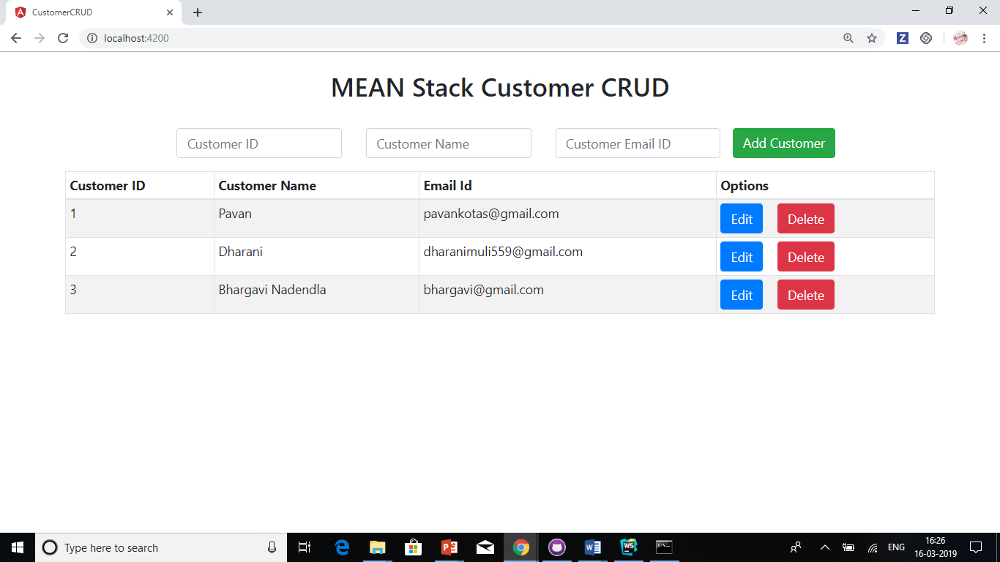 CustomerCRUD
localhost:4200
MEAN Stack Customer CRUD
Customer ID Customer Name Customer Email ID Add Customer
Customer ID Customer Name Email Id Options
1 Pavan pavankotas@gmail.com Edit Delete
2 Dharani dharanimuli559@gmail.com Edit Delete
3 Bhargavi Nadendla bhargavi@gmail.com Edit Delete
Type here to search
ENG
16:26
16-03-2019